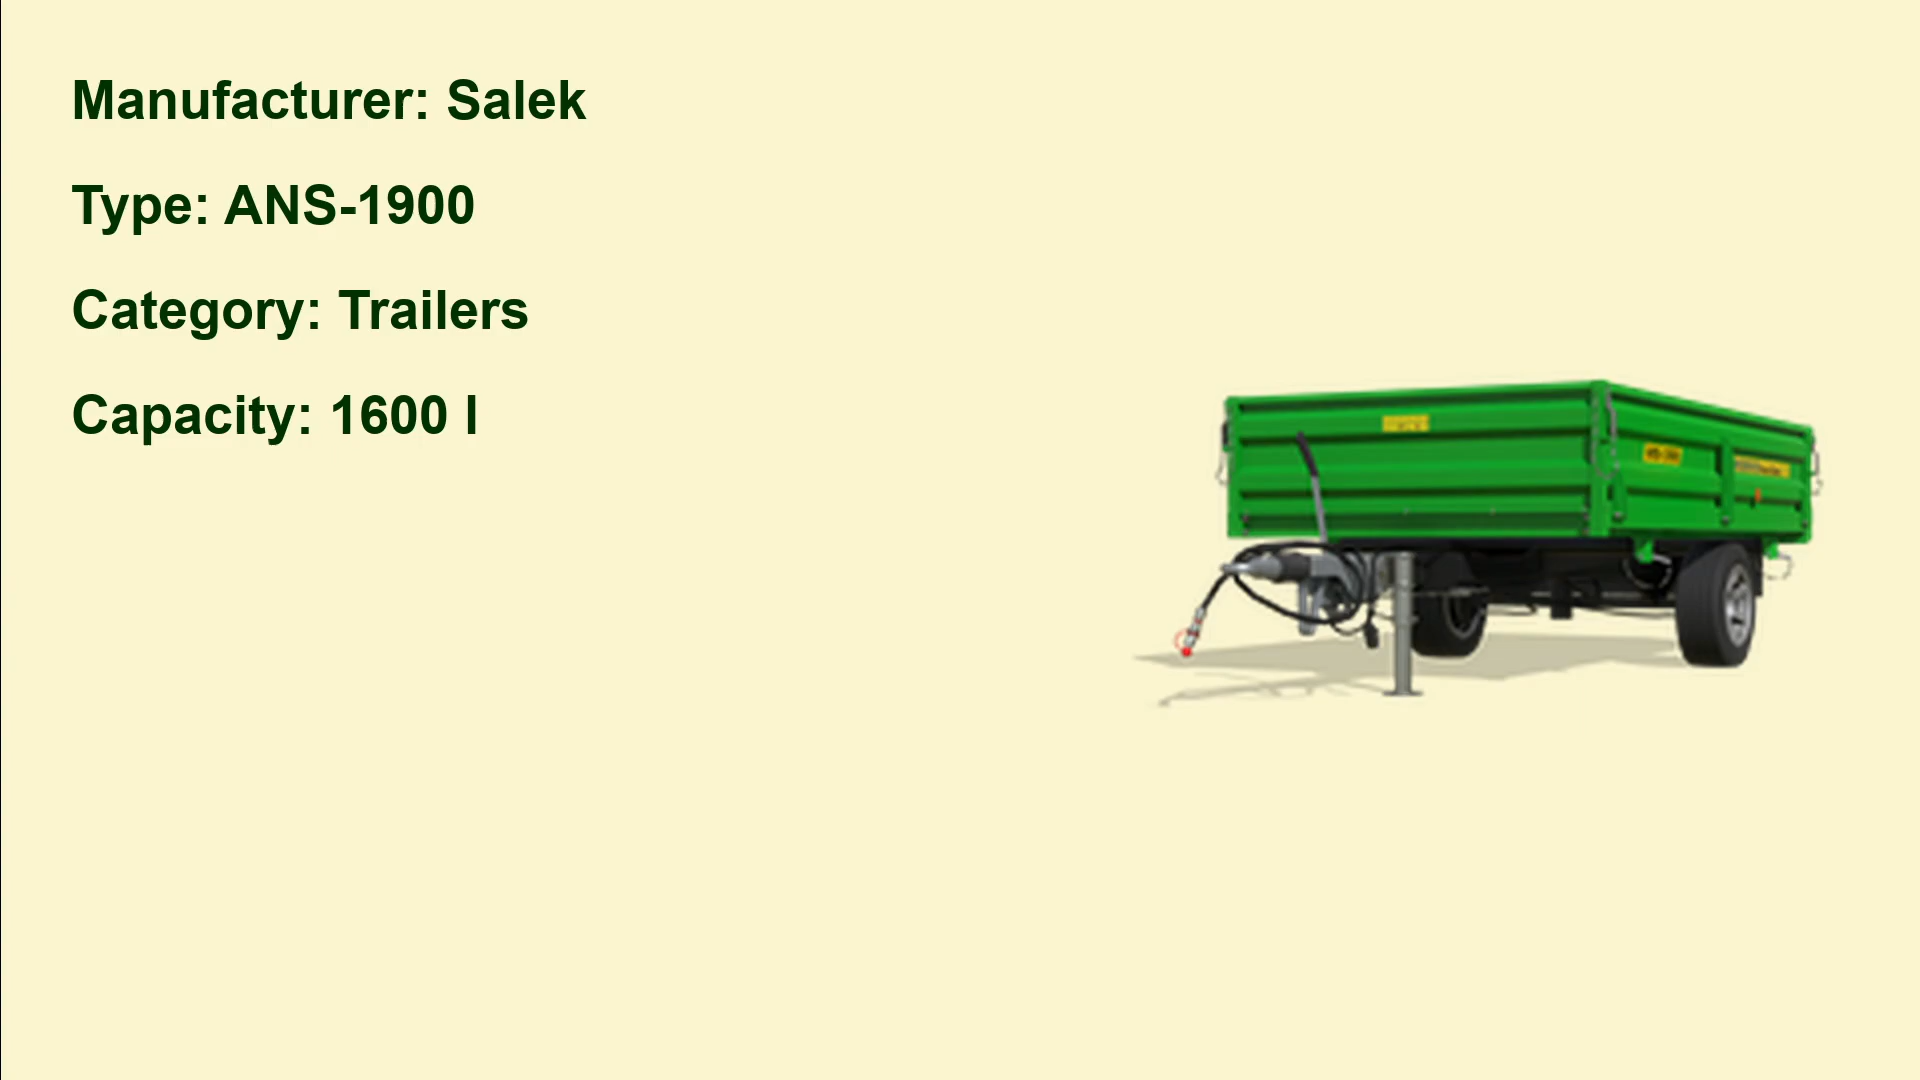 Manufacturer: Salek
Type: ANS-1900
Category: Trailers
Capacity: 1600 l